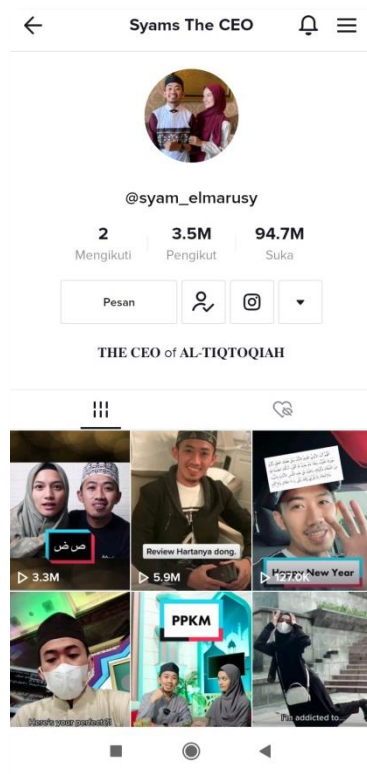 Syams The CEO
@syam_elmarusy
2
3.5M
94.7M
Mengikuti
Pengikut
Suka
Pesan
THE CEO of AL-TIQTOQIAH
ص ض
3.3M
Review Hartanya dong.
5.9M
Happy New Year
127.0K
Here's your perfect!!
PPKM
I'm addicted to...